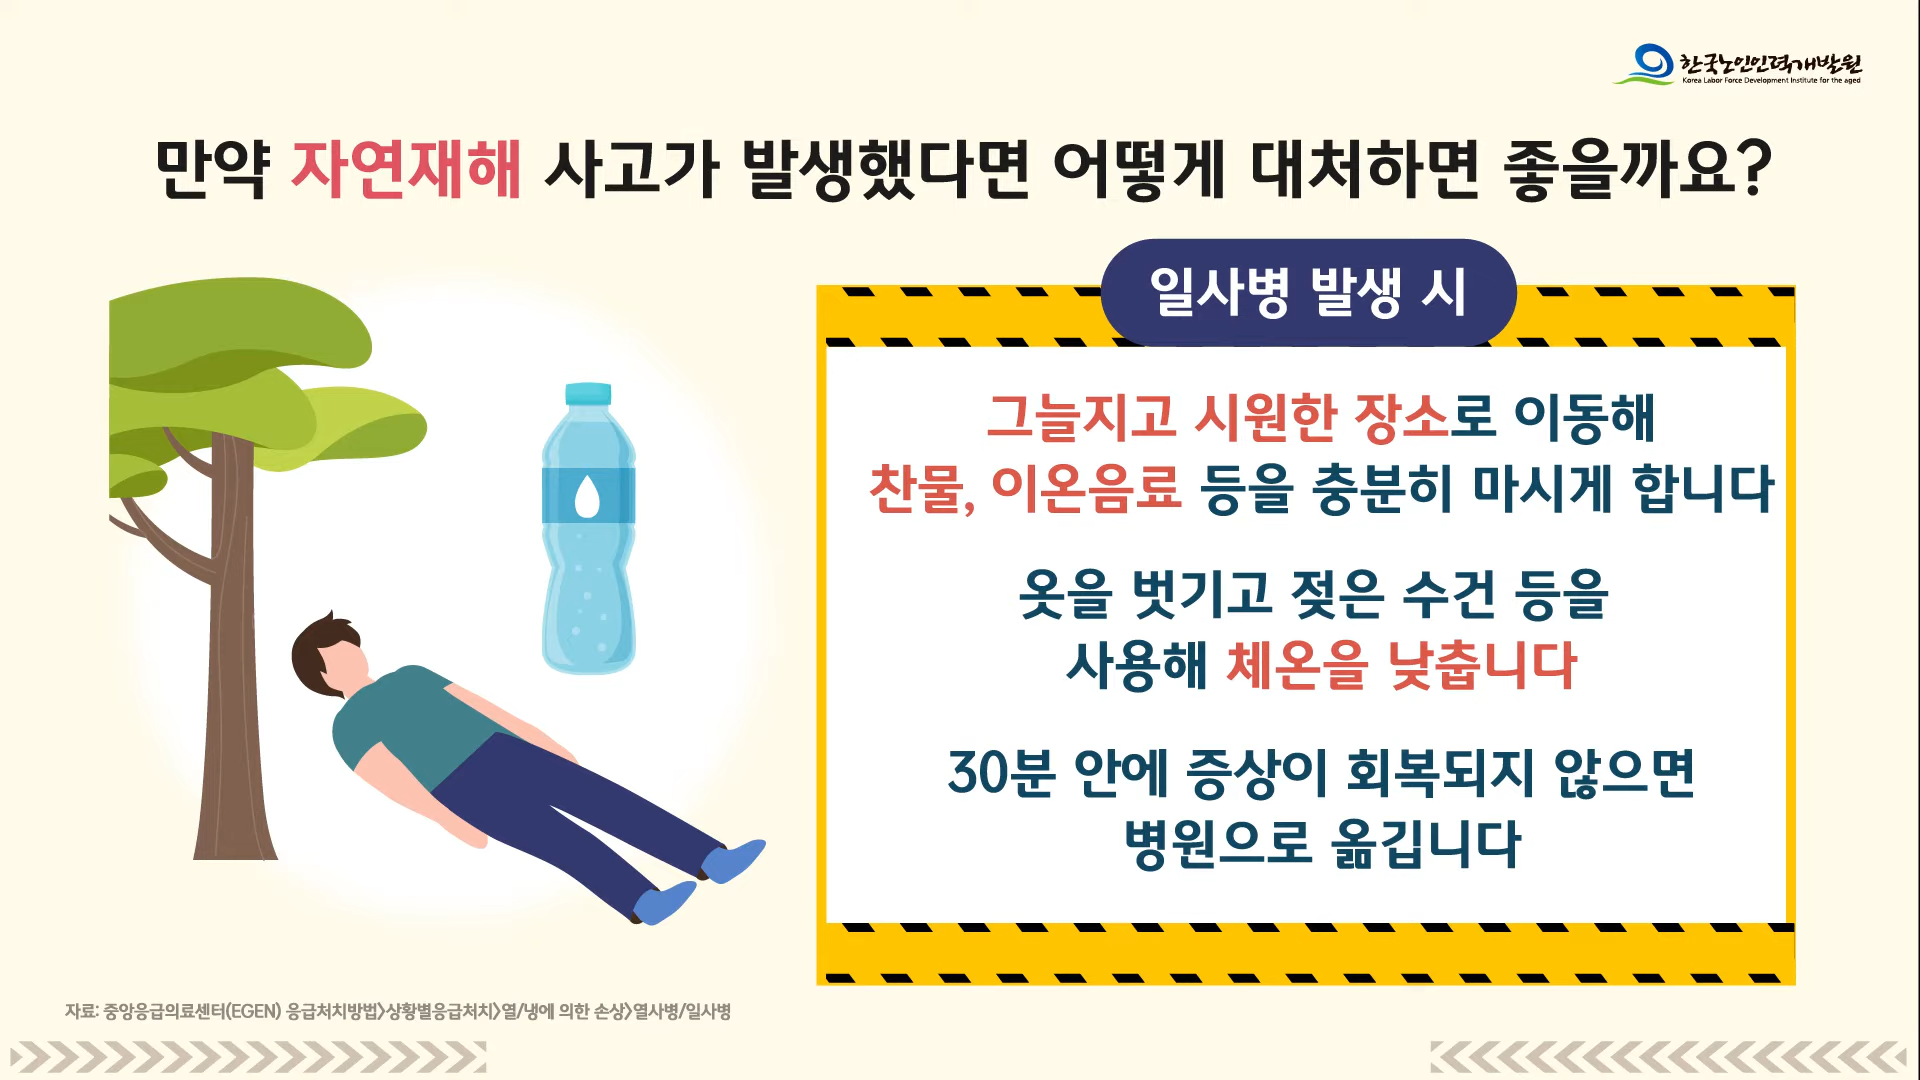 한국노인인력개발원
Korea Labor Force Development Institute for the aged
만약 자연재해 사고가 발생했다면 어떻게 대처하면 좋을까요?
일사병 발생 시
그늘지고 시원한 장소로 이동해
찬물, 이온음료 등을 충분히 마시게 합니다
옷을 벗기고 젖은 수건 등을
사용해 체온을 낮춥니다
30분 안에 증상이 회복되지 않으면
병원으로 옮깁니다
자료: 중앙응급의료센터(EGEN) 응급처치방법>상황별응급처치>열/냉에 의한 손상>열사병/일사병